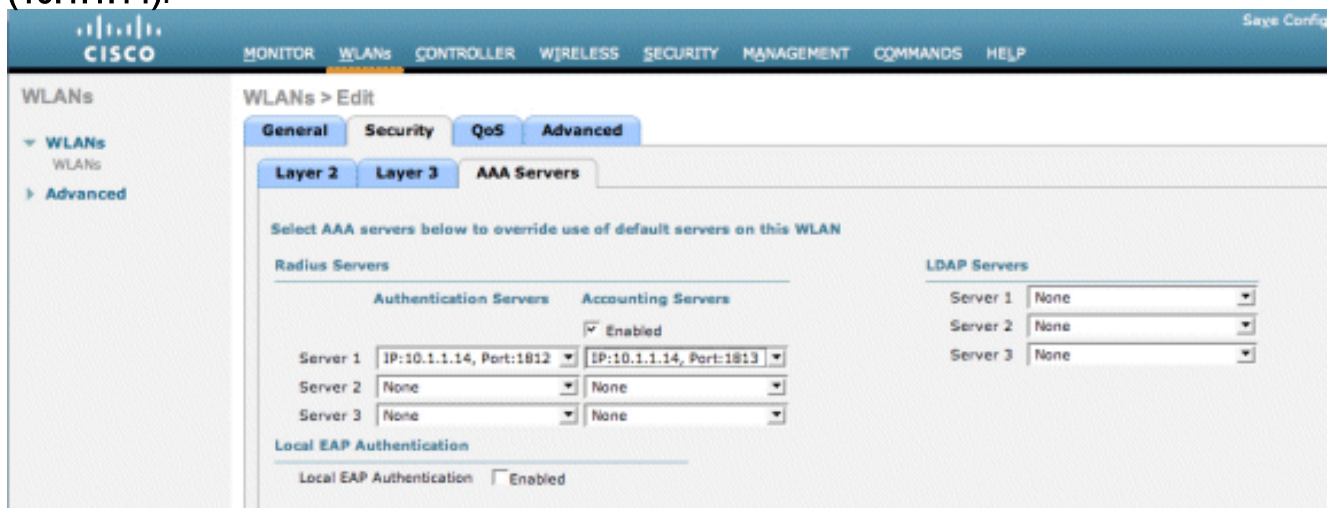 (10.1.1.14).
Save Config
CISCO
MONITOR WLANs CONTROLLER WIRELESS SECURITY MANAGEMENT COMMANDS HELP
WLANs
WLANs
WLANs
Advanced
WLANs > Edit
General Security QoS Advanced
Layer 2 Layer 3 AAA Servers
Select AAA servers below to override use of default servers on this WLAN
Radius Servers LDAP Servers
Authentication Servers Accounting Servers Server 1 None
Enabled Server 2 None
Server 1 IP:10.1.1.14, Port:1812 IP:10.1.1.14, Port:1813 Server 3 None
Server 2 None None
Server 3 None None
Local EAP Authentication
Local EAP Authentication Enabled